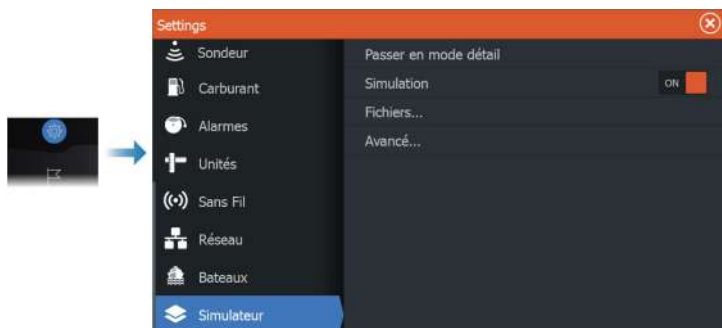 Settings
Sondeur
Carburant
Alarmes
Unités
Sans Fil
Réseau
Bateaux
Simulateur
Passer en mode détail
Simulation ON
Fichiers...
Avancé...